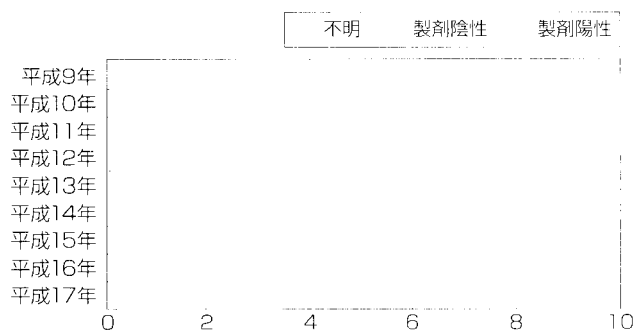 不明 製剤陰性 製剤陽性
平成9年
平成10年
平成11年
平成12年
平成13年
平成14年
平成15年
平成16年
平成17年
0 2 4 6 8 10